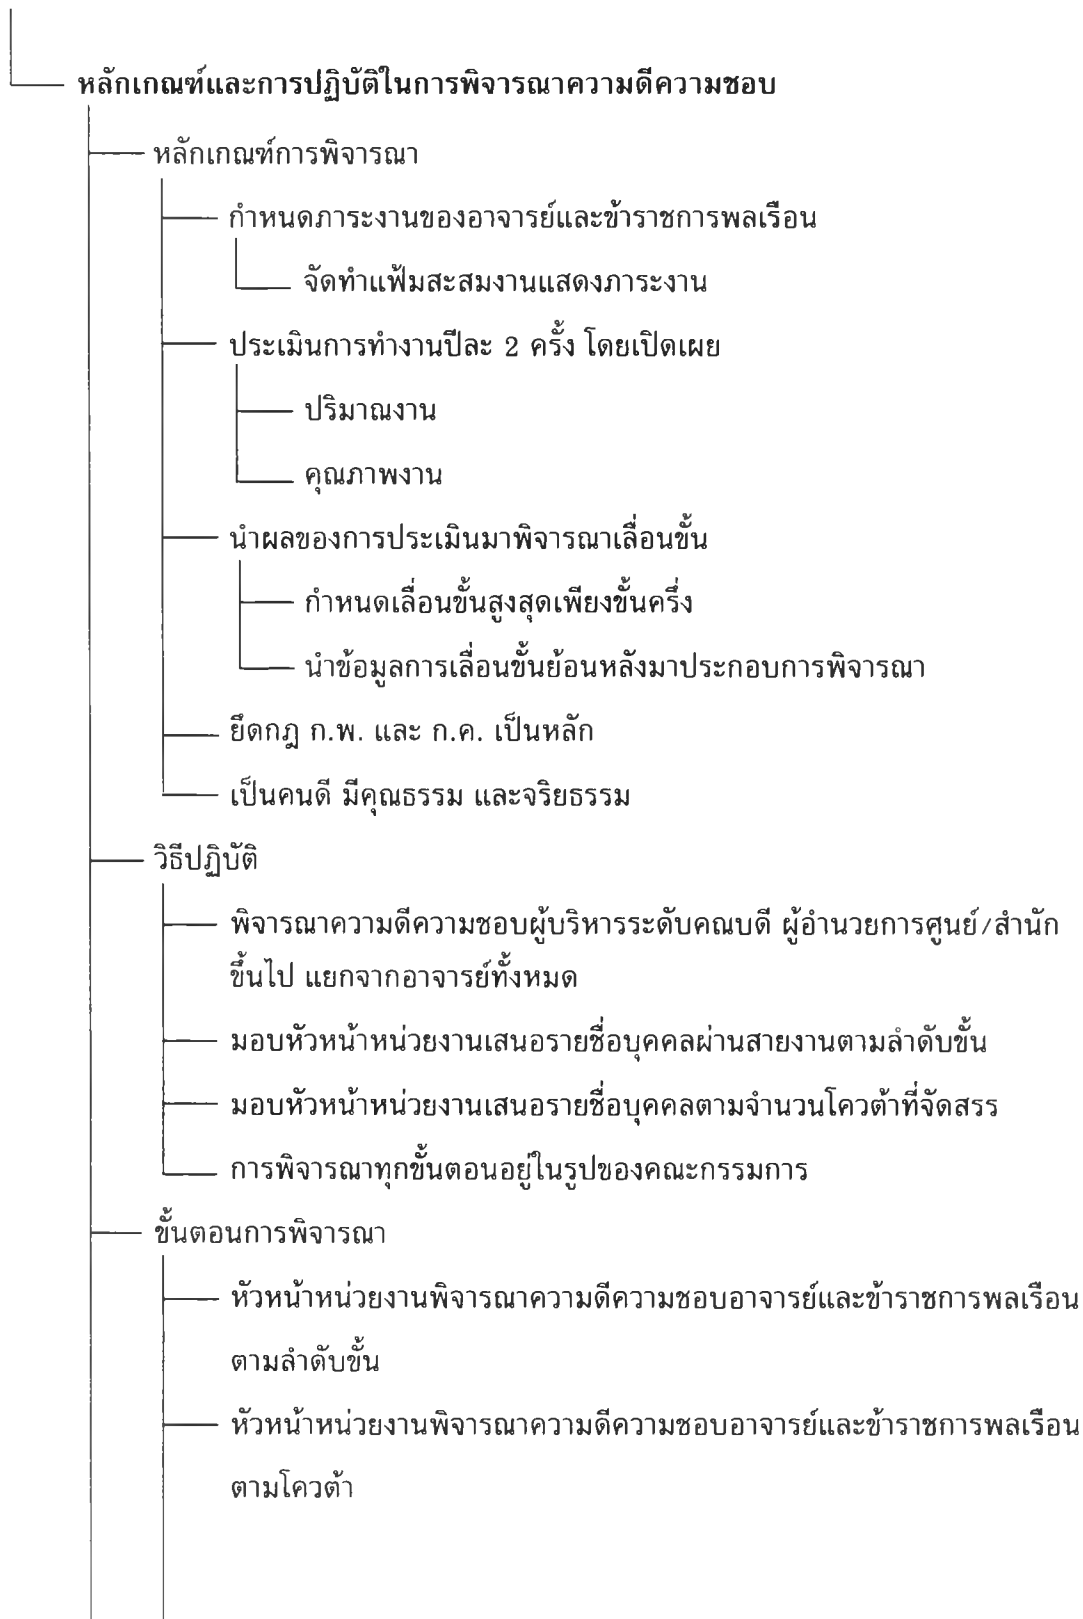 หลักเกณฑ์และการปฏิบัติในการพิจารณาความดีความชอบ
หลักเกณฑ์การพิจารณา
กำหนดภาระงานของอาจารย์และข้าราชการพลเรือน
จัดทำแฟ้มสะสมงานแสดงภาระงาน
ประเมินการทำงานปีละ 2 ครั้ง โดยเปิดเผย
ปริมาณงาน
คุณภาพงาน
นำผลของการประเมินมาพิจารณาเลื่อนขั้น
กำหนดเลื่อนขั้นสูงสุดเพียงขั้นครึ่ง
นำข้อมูลการเลื่อนขั้นย้อนหลังมาประกอบการพิจารณา
ยึดกฎ ก.พ. และ ก.ค. เป็นหลัก
เป็นคนดี มีคุณธรรม และจริยธรรม
วิธีปฏิบัติ
พิจารณาความดีความชอบผู้บริหารระดับคณบดี ผู้อำนวยการศูนย์/สำนัก
ขึ้นไป แยกจากอาจารย์ทั้งหมด
มอบหัวหน้าหน่วยงานเสนอรายชื่อบุคคลผ่านสายงานตามลำดับขั้น
มอบหัวหน้าหน่วยงานเสนอรายชื่อบุคคลตามจำนวนโควต้าที่จัดสรร
การพิจารณาทุกขั้นตอนอยู่ในรูปของคณะกรรมการ
ขั้นตอนการพิจารณา
หัวหน้าหน่วยงานพิจารณาความดีความชอบอาจารย์และข้าราชการพลเรือน
ตามลำดับขั้น
หัวหน้าหน่วยงานพิจารณาความดีความชอบอาจารย์และข้าราชการพลเรือน
ตามโควต้า